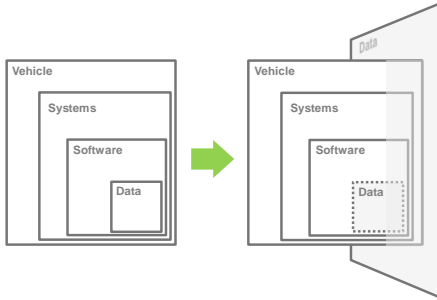 Vehicle
Systems
Software
Data
Data
Vehicle
Systems
Software
Data